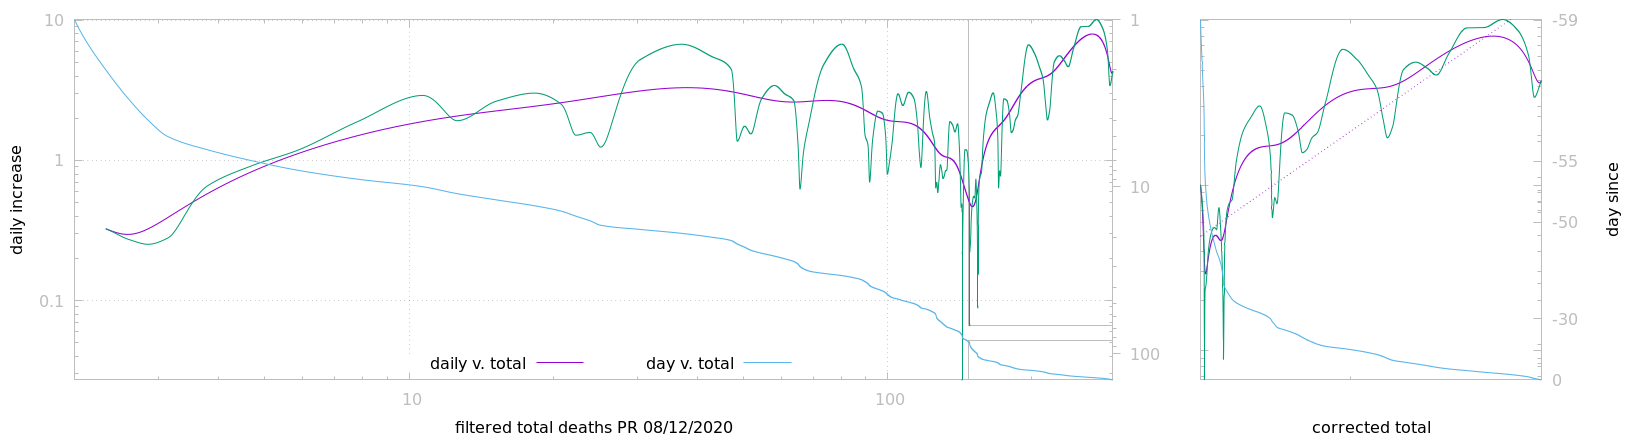 10
1
0.1
daily increase
1
10
100
daily v. total
day v. total
10
100
filtered total deaths PR 08/12/2020
-59
-55
-50
-30
0
day since
corrected total